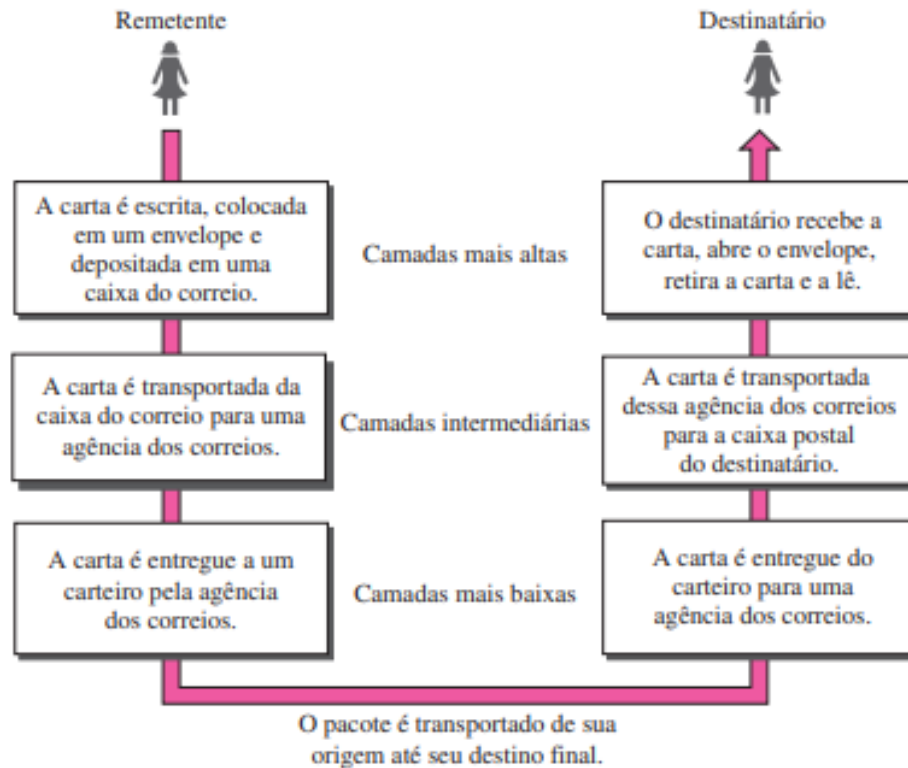 Remetente
Destinatário
A carta é escrita, colocada
em um envelope e
depositada em uma
caixa do correio.
Camadas mais altas
O destinatário recebe a
carta, abre o envelope,
retira a carta e a lê.
A carta é transportada da
caixa do correio para uma
agência dos correios.
Camadas intermediárias
A carta é transportada
dessa agência dos correios
para a caixa postal
do destinatário.
A carta é entregue a um
carteiro pela agência
dos correios.
Camadas mais baixas
A carta é entregue do
carteiro para uma
agência dos correios.
O pacote é transportado de sua
origem até seu destino final.